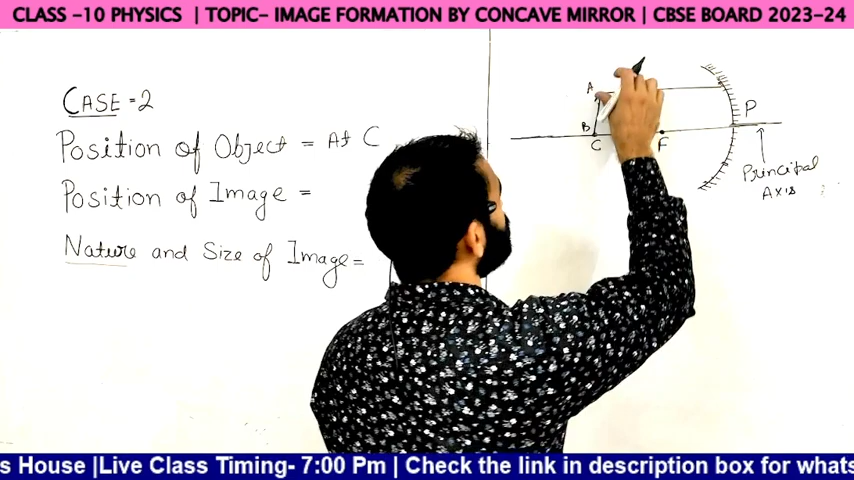 CLASS -10 PHYSICS | TOPIC- IMAGE FORMATION BY CONCAVE MIRROR | CBSE BOARD 2023-24
CASE = 2
Position of Object = At C
Position of Image =
Nature and Size of Image =
A
B
C
F
P
Principal
Axis
s House |Live Class Timing- 7:00 Pm | Check the link in description box for whats